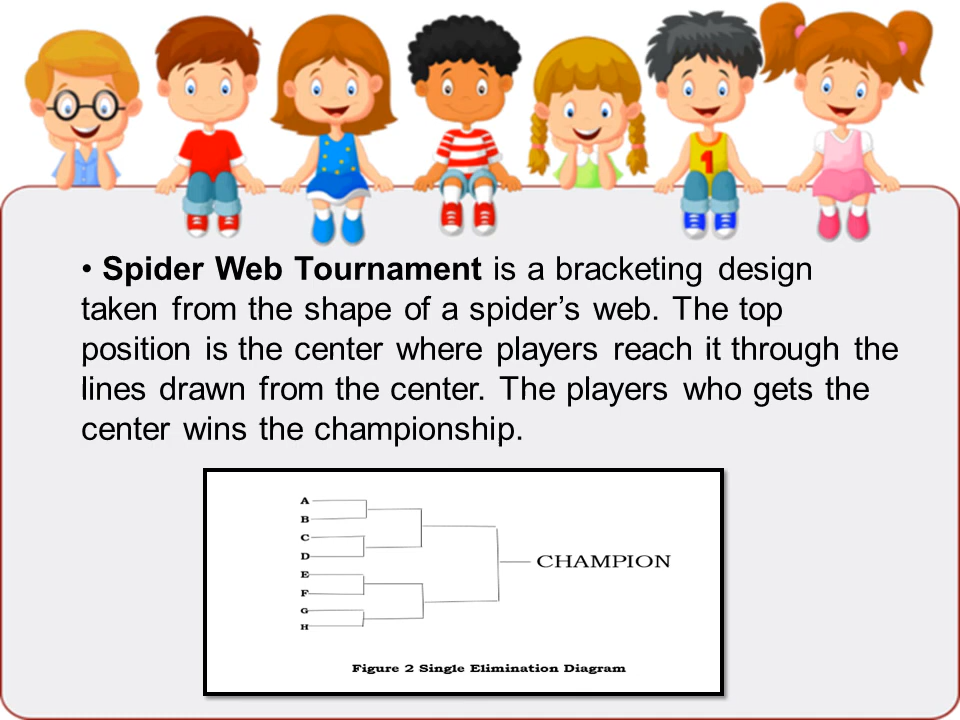 1
• Spider Web Tournament is a bracketing design
taken from the shape of a spider’s web. The top
position is the center where players reach it through the
lines drawn from the center. The players who gets the
center wins the championship.
A
B
C
D
E
F
G
H
CHAMPION
Figure 2 Single Elimination Diagram